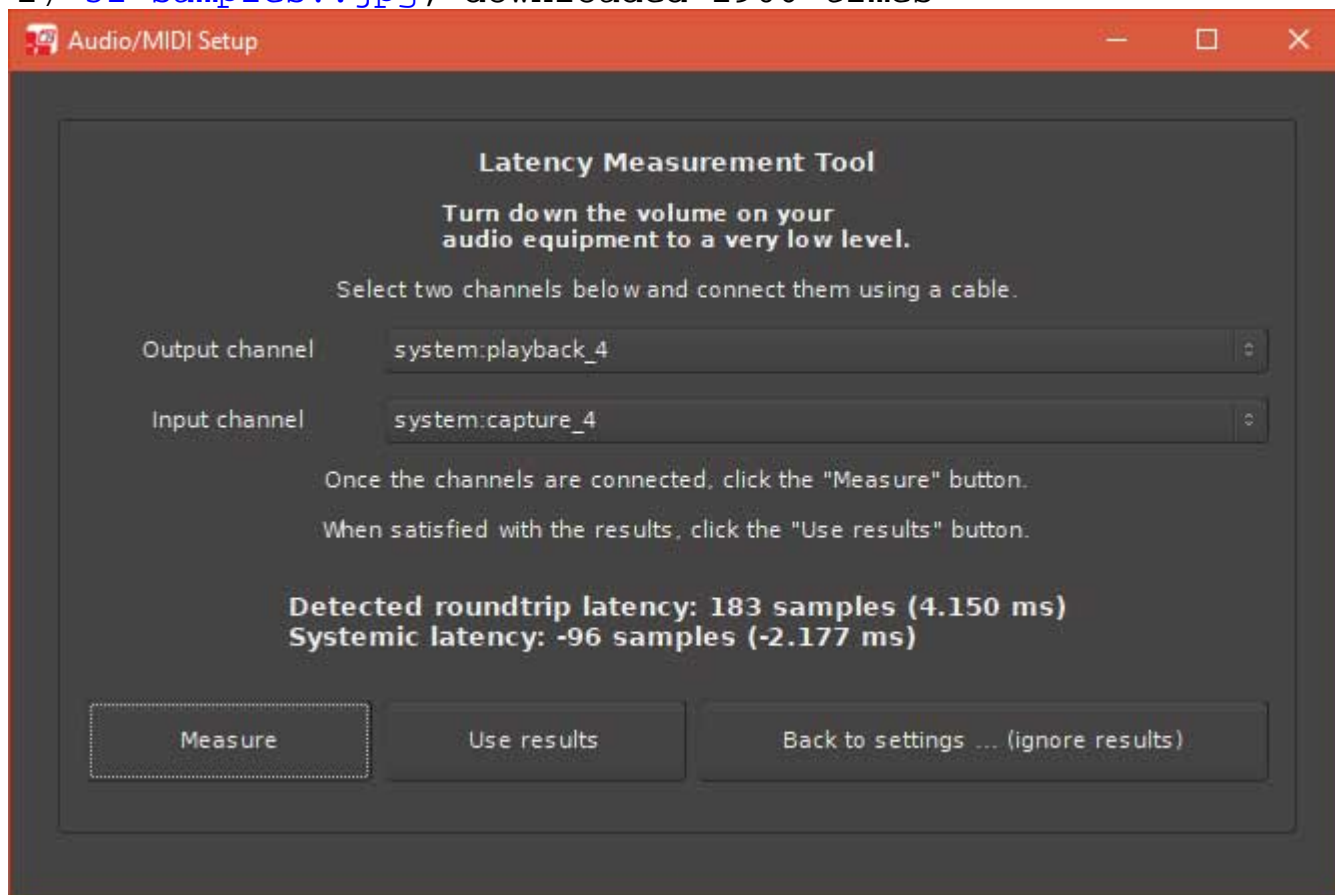 Audio/MIDI Setup
Latency Measurement Tool
Turn down the volume on your
audio equipment to a very low level.
Select two channels below and connect them using a cable.
Output channel system:playback_4
Input channel system:capture_4
Once the channels are connected, click the "Measure" button.
When satisfied with the results, click the "Use results" button.
Detected roundtrip latency: 183 samples (4.150 ms)
Systemic latency: -96 samples (-2.177 ms)
Measure Use results Back to settings ... (ignore results)